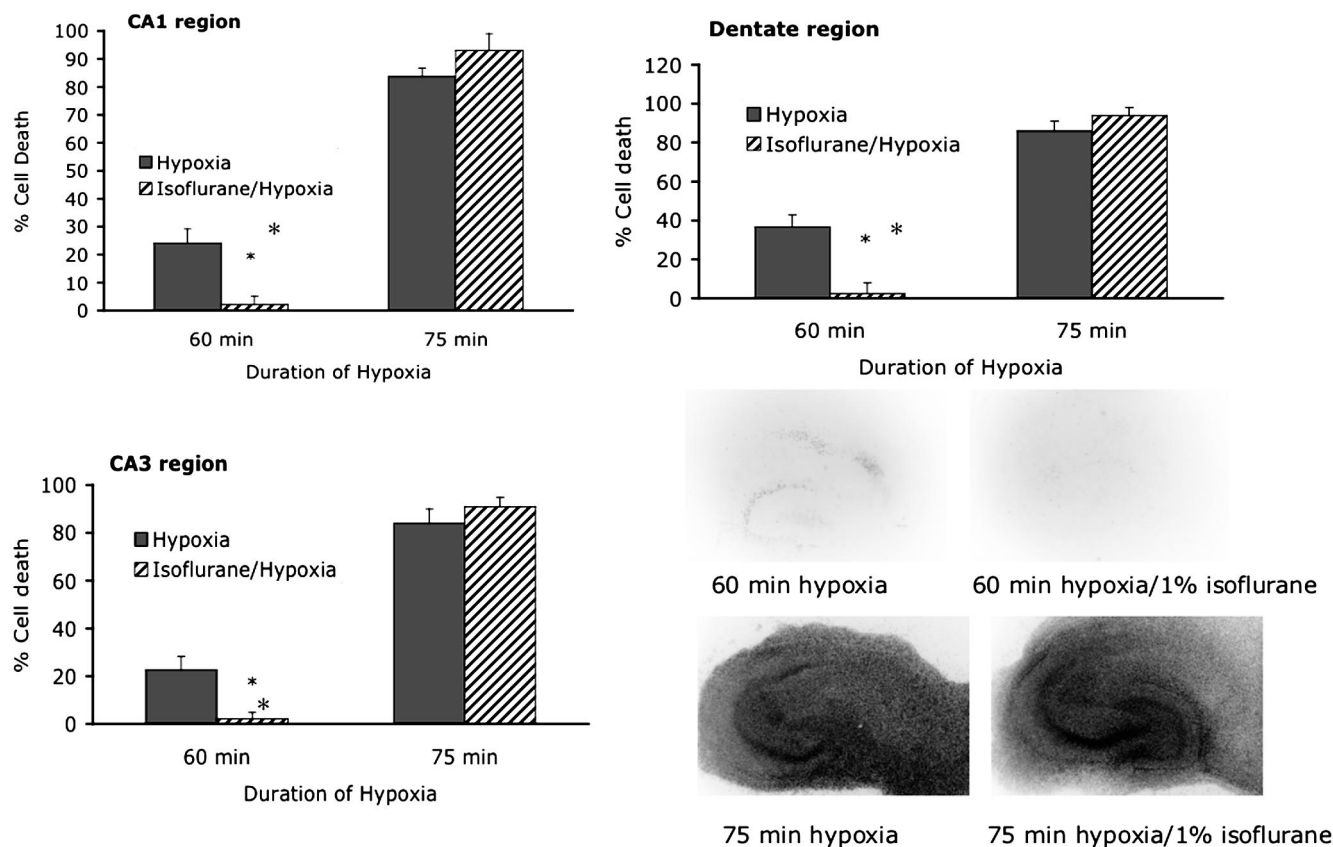 CA1 region
100
90
80
70
60
50
40
30
20
10
0
% Cell Death
Hypoxia
Isoflurane/Hypoxia
*
*
60 min 75 min
Duration of Hypoxia
Dentate region
120
100
80
60
40
20
0
% Cell death
Hypoxia
Isoflurane/Hypoxia
* *
60 min 75 min
Duration of Hypoxia
CA3 region
100
80
60
40
20
0
% Cell death
Hypoxia
Isoflurane/Hypoxia
*
*
60 min 75 min
Duration of Hypoxia
60 min hypoxia 60 min hypoxia/1% isoflurane
75 min hypoxia 75 min hypoxia/1% isoflurane